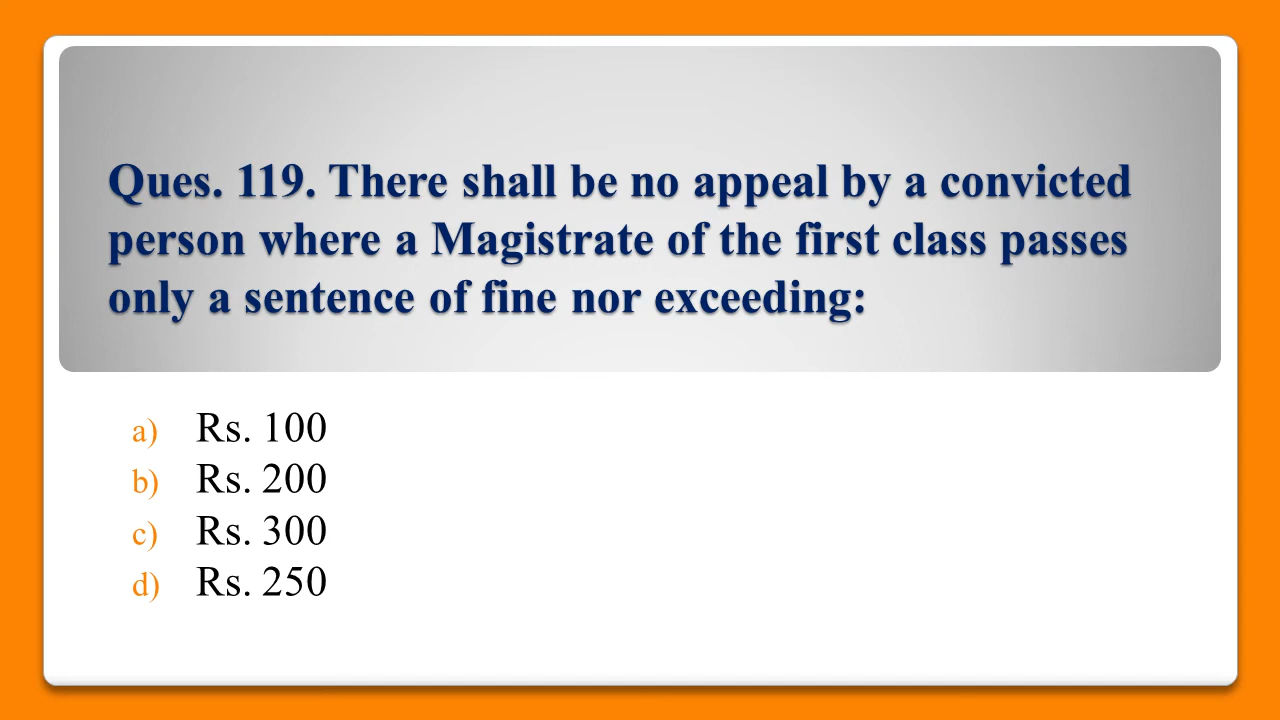 Ques. 119. There shall be no appeal by a convicted
person where a Magistrate of the first class passes
only a sentence of fine nor exceeding:
a) Rs. 100
b) Rs. 200
c) Rs. 300
d) Rs. 250